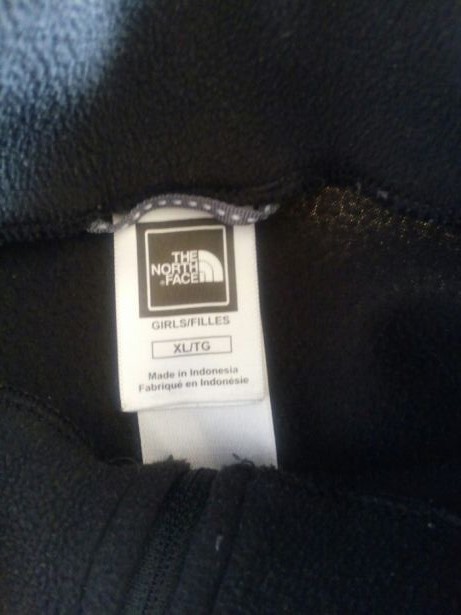 THE
NORTH
FACE
GIRLS/FILLES
XL/TG
Made in Indonesia
Fabriqué en Indonésie